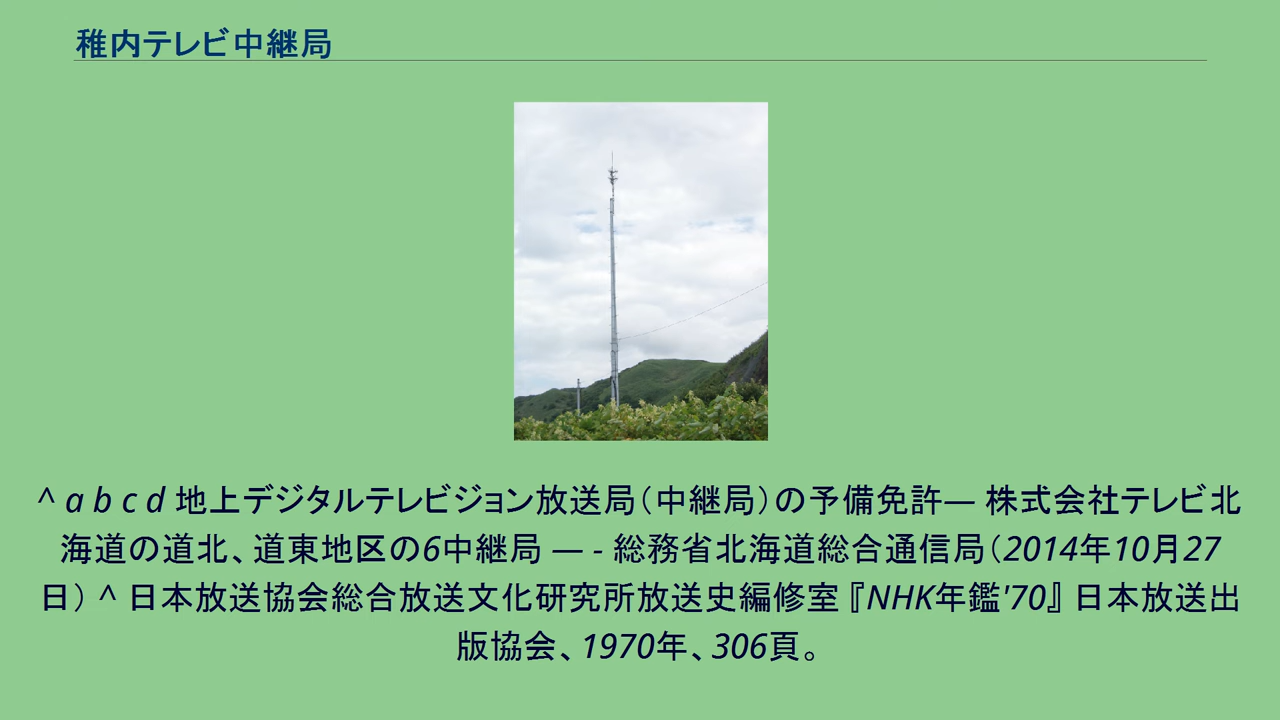 稚内テレビ中継局
^ a b c d 地上デジタルテレビジョン放送局（中継局）の予備免許― 株式会社テレビ北
海道の道北、道東地区の6中継局 ― - 総務省北海道総合通信局（2014年10月27
日） ^ 日本放送協会総合放送文化研究所放送史編修室『NHK年鑑'70』日本放送出
版協会、1970年、306頁。